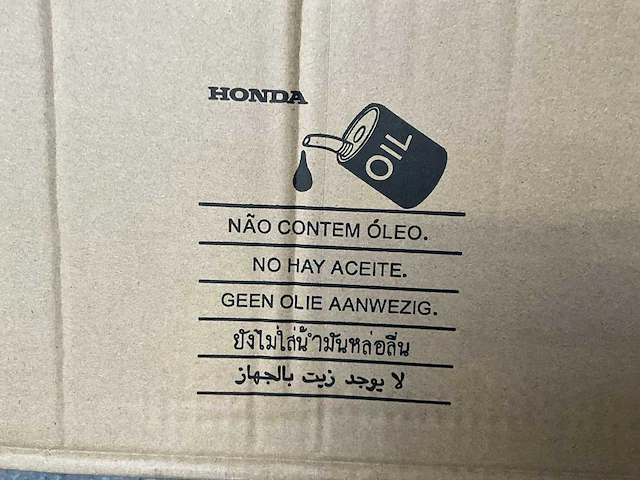 HONDA
OIL
NÃO CONTEM ÓLEO.
NO HAY ACEITE.
GEEN OLIE AANWEZIG.
ยังไม่ใส่น้ำมันหล่อลื่น
لا يوجد زيت بالجهاز